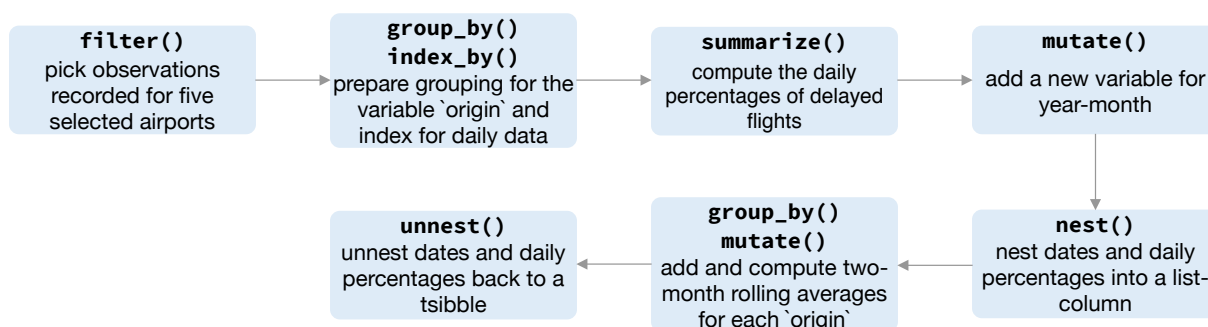 filter()
pick observations
recorded for five
selected airports
group_by()
index_by()
prepare grouping for the
variable `origin` and
index for daily data
summarize()
compute the daily
percentages of delayed
flights
mutate()
add a new variable for
year-month
nest()
nest dates and daily
percentages into a list-
column
group_by()
mutate()
add and compute two-
month rolling averages
for each `origin`
unnest()
unnest dates and daily
percentages back to a
tsibble